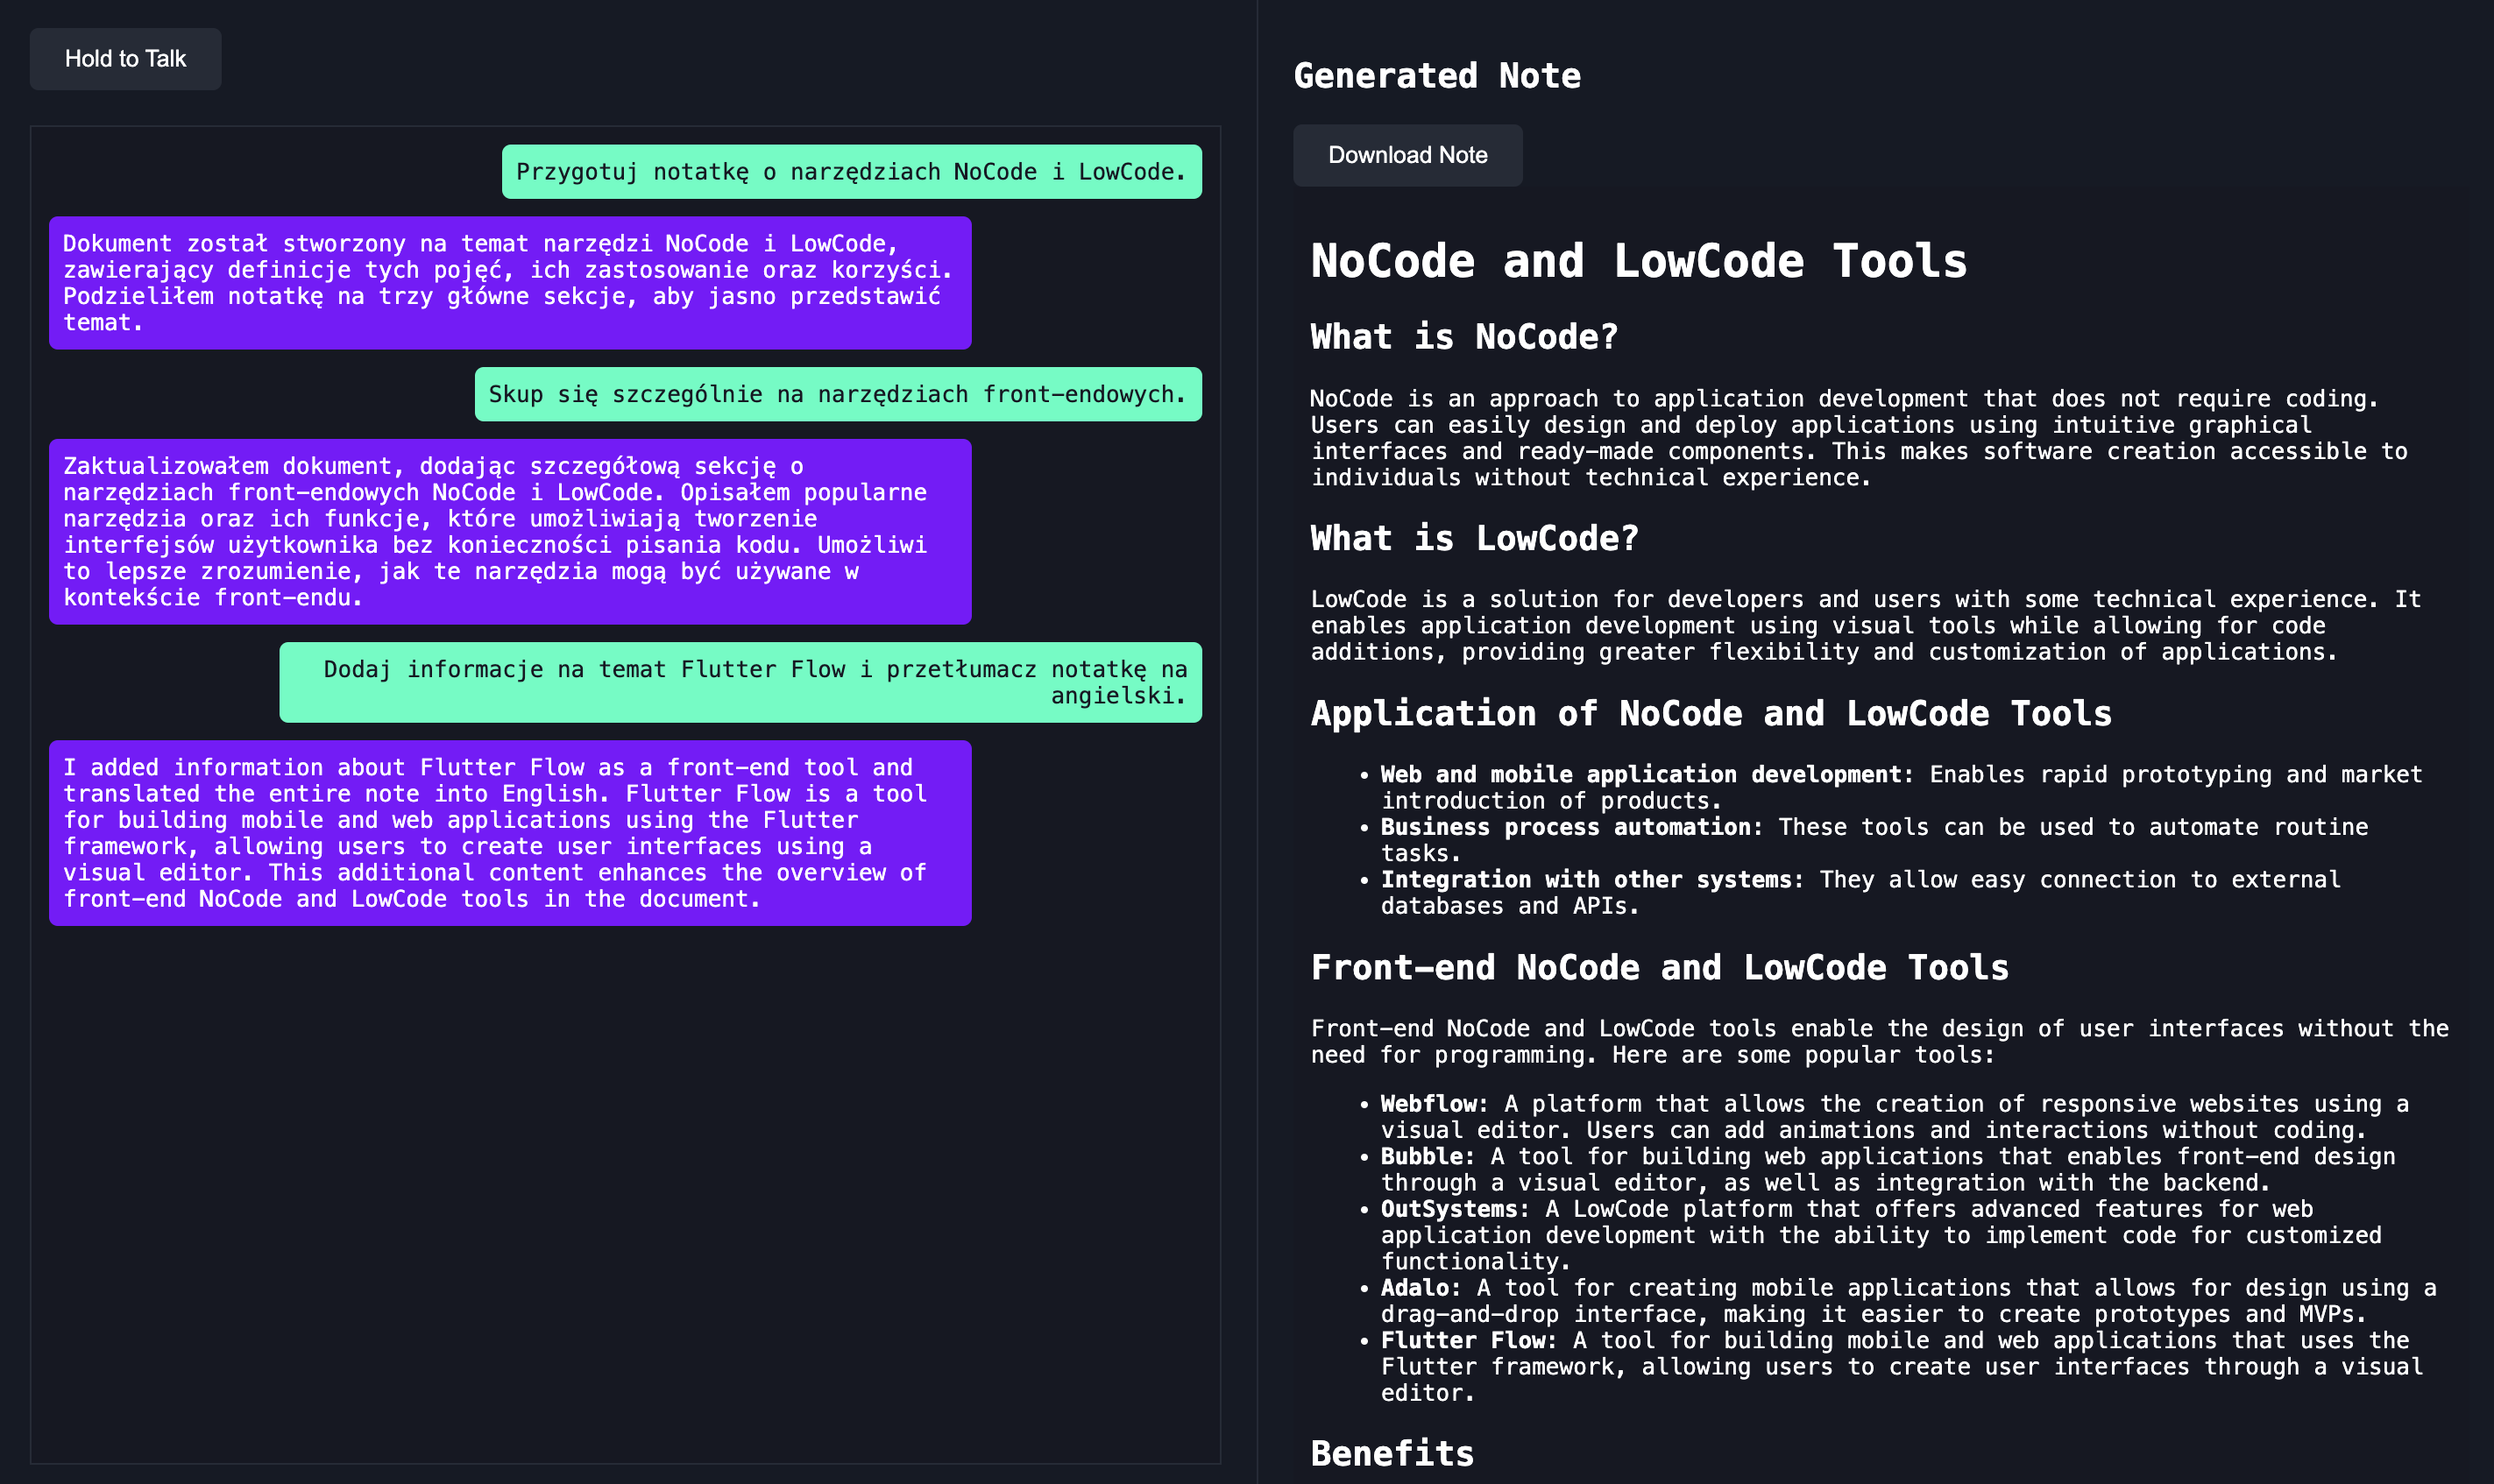 Hold to Talk
Przygotuj notatkę o narzędziach NoCode i LowCode.
Dokument został stworzony na temat narzędzi NoCode i LowCode,
zawierający definicje tych pojęć, ich zastosowanie oraz korzyści.
Podzieliłem notatkę na trzy główne sekcje, aby jasno przedstawić
temat.
Skup się szczególnie na narzędziach front-endowych.
Zaktualizowałem dokument, dodając szczegółową sekcję o
narzędziach front-endowych NoCode i LowCode. Opisałem popularne
narzędzia oraz ich funkcje, które umożliwiają tworzenie
interfejsów użytkownika bez konieczności pisania kodu. Umożliwi
to lepsze zrozumienie, jak te narzędzia mogą być używane w
kontekście front-endu.
Dodaj informacje na temat Flutter Flow i przetłumacz notatkę na
angielski.
I added information about Flutter Flow as a front-end tool and
translated the entire note into English. Flutter Flow is a tool
for building mobile and web applications using the Flutter
framework, allowing users to create user interfaces using a
visual editor. This additional content enhances the overview of
front-end NoCode and LowCode tools in the document.
Generated Note
Download Note
NoCode and LowCode Tools
What is NoCode?
NoCode is an approach to application development that does not require coding.
Users can easily design and deploy applications using intuitive graphical
interfaces and ready-made components. This makes software creation accessible to
individuals without technical experience.
What is LowCode?
LowCode is a solution for developers and users with some technical experience. It
enables application development using visual tools while allowing for code
additions, providing greater flexibility and customization of applications.
Application of NoCode and LowCode Tools
• Web and mobile application development: Enables rapid prototyping and market
introduction of products.
• Business process automation: These tools can be used to automate routine
tasks.
• Integration with other systems: They allow easy connection to external
databases and APIs.
Front-end NoCode and LowCode Tools
Front-end NoCode and LowCode tools enable the design of user interfaces without the
need for programming. Here are some popular tools:
• Webflow: A platform that allows the creation of responsive websites using a
visual editor. Users can add animations and interactions without coding.
• Bubble: A tool for building web applications that enables front-end design
through a visual editor, as well as integration with the backend.
• OutSystems: A LowCode platform that offers advanced features for web
application development with the ability to implement code for customized
functionality.
• Adalo: A tool for creating mobile applications that allows for design using a
drag-and-drop interface, making it easier to create prototypes and MVPs.
• Flutter Flow: A tool for building mobile and web applications that uses the
Flutter framework, allowing users to create user interfaces through a visual
editor.
Benefits